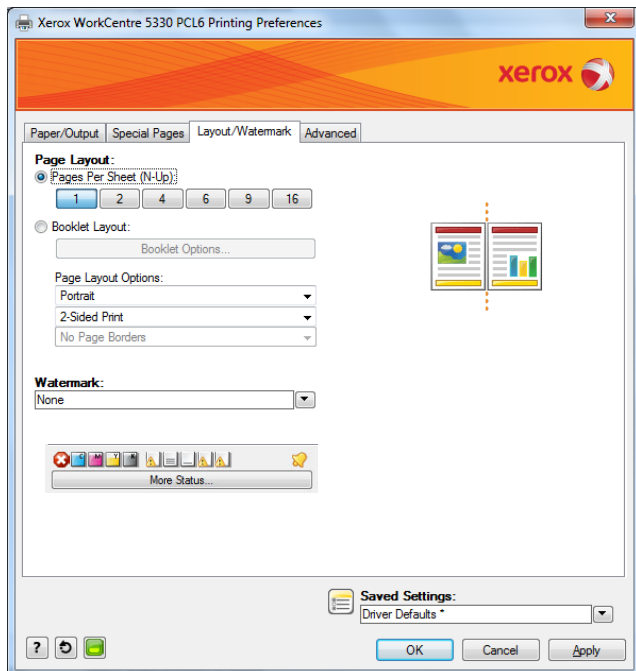 Xerox WorkCentre 5330 PCL6 Printing Preferences
xerox
Paper/Output Special Pages Layout/Watermark Advanced
Page Layout:
Pages Per Sheet (N-Up):
1 2 4 6 9 16
Booklet Layout:
Booklet Options...
Page Layout Options:
Portrait
2-Sided Print
No Page Borders
Watermark:
None
More Status...
Saved Settings:
Driver Defaults *
?
OK Cancel Apply